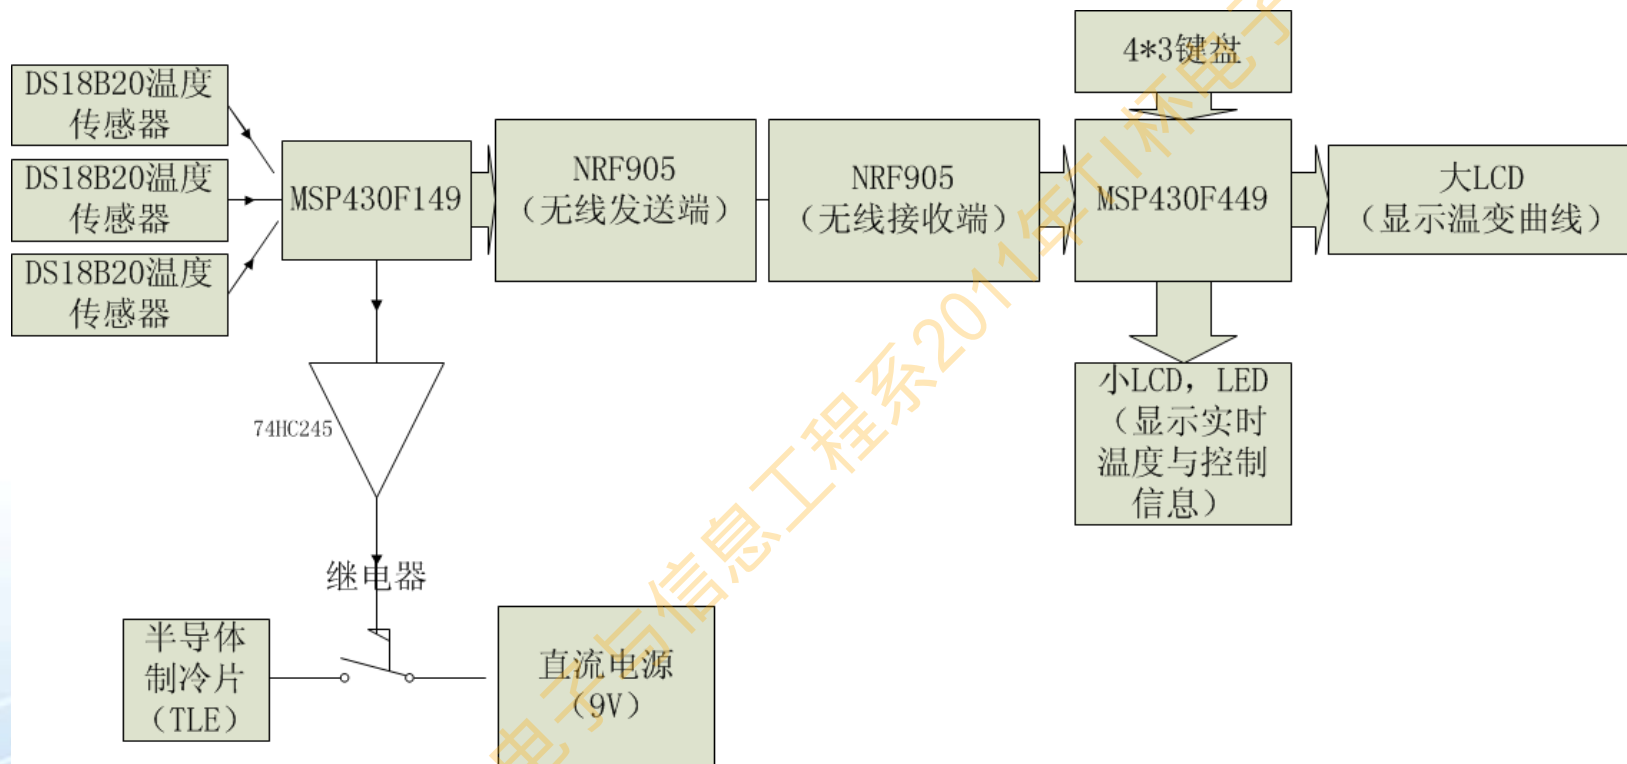 4*3键盘
DS18B20温度
传感器
DS18B20温度
传感器
DS18B20温度
传感器
MSP430F149
NRF905
（无线发送端）
NRF905
（无线接收端）
MSP430F449
大LCD
（显示温变曲线）
小LCD，LED
（显示实时
温度与控制
信息）
74HC245
继电器
半导体
制冷片
（TLE）
直流电源
（9V）
电子与信息工程系2011年TI杯电子